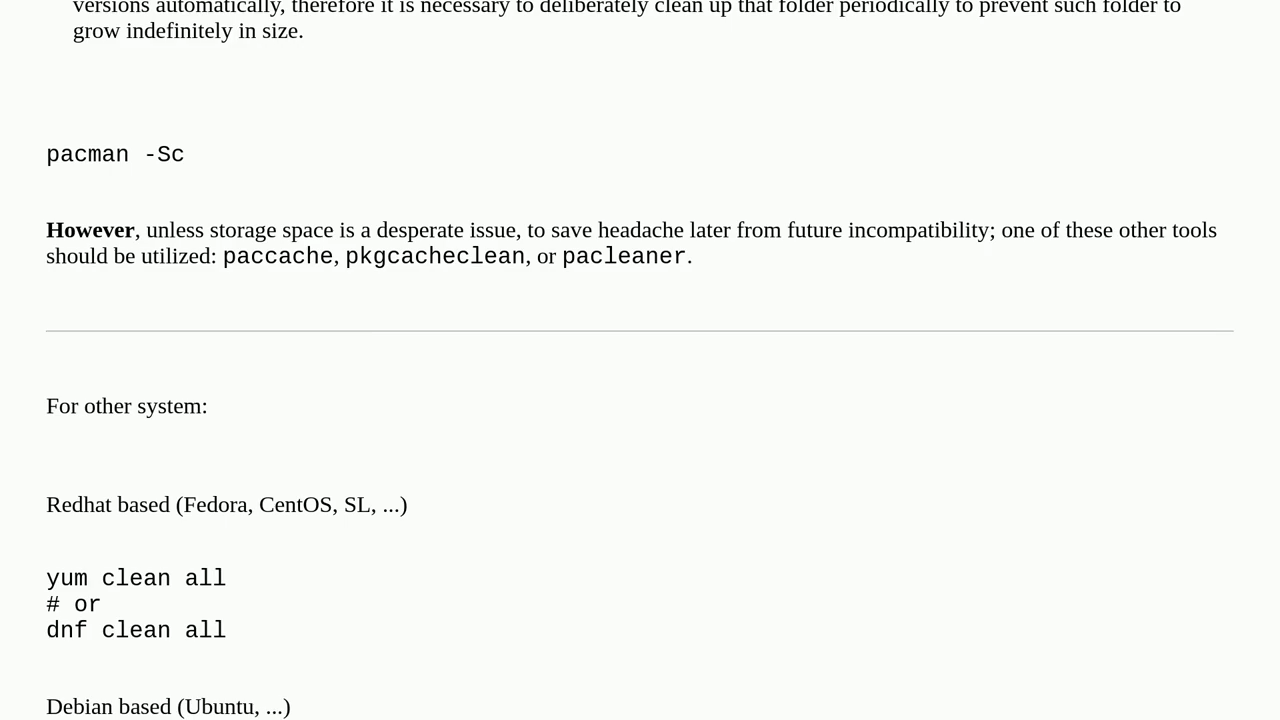 versions automatically, therefore it is necessary to deliberately clean up that folder periodically to prevent such folder to
grow indefinitely in size.
pacman -Sc
However, unless storage space is a desperate issue, to save headache later from future incompatibility; one of these other tools
should be utilized: paccache, pkgcacheclean, or pacleaner.
For other system:
Redhat based (Fedora, CentOS, SL, ...)
yum clean all
# or
dnf clean all
Debian based (Ubuntu, ...)